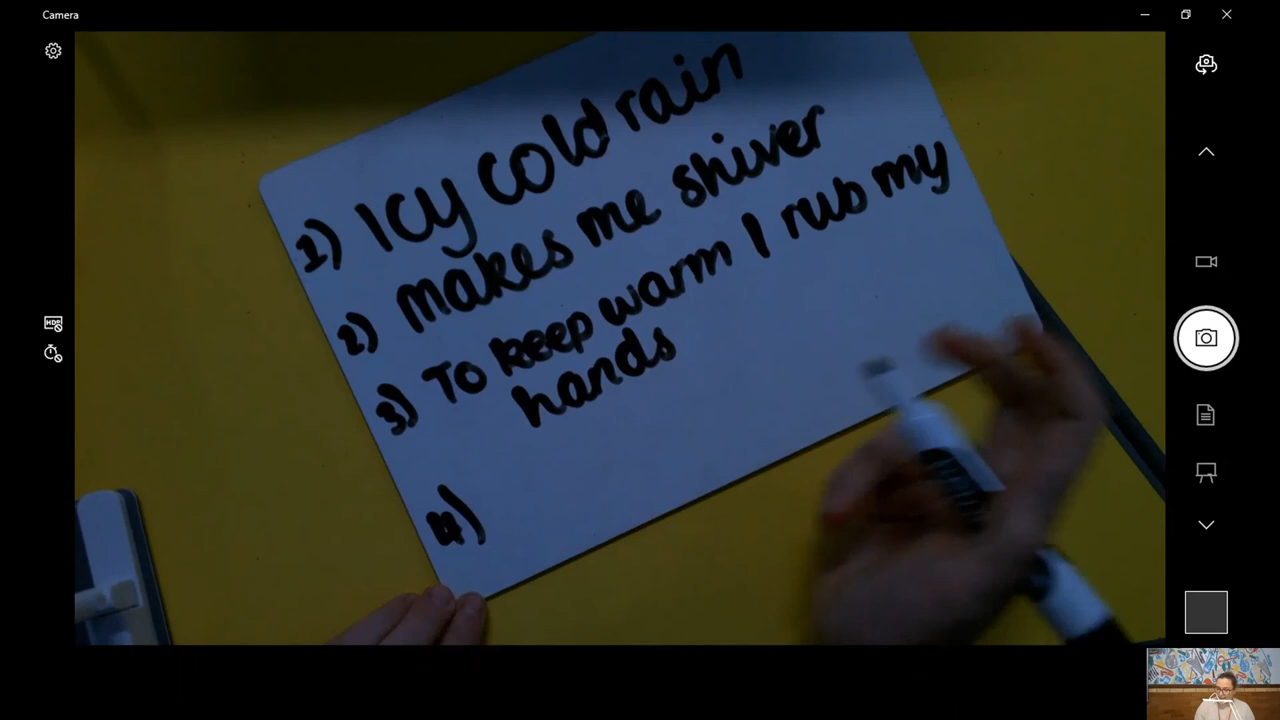 Camera
1) Icy cold rain
2) makes me shiver
3) To keep warm I rub my
hands
4)